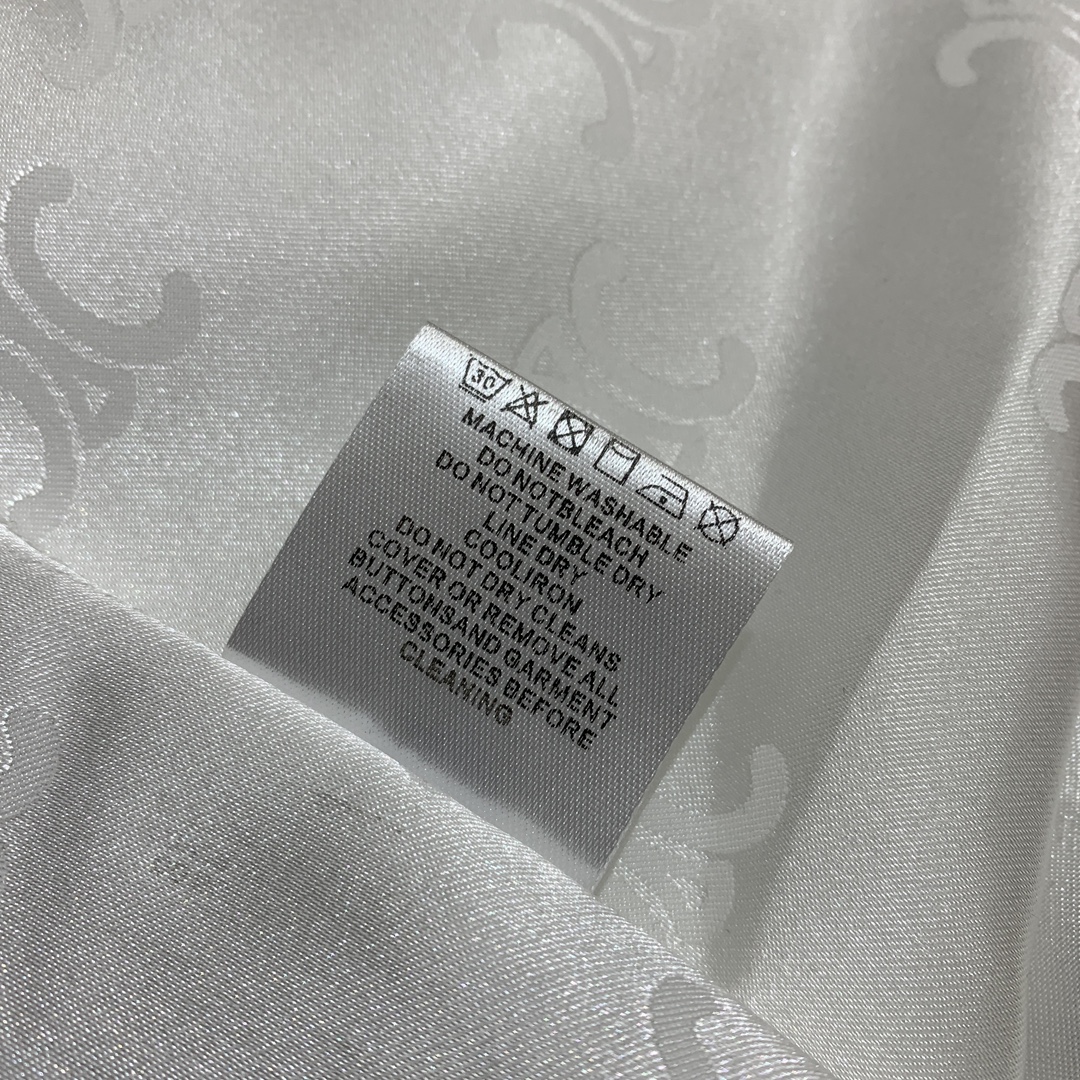 30
MACHINE WASHABLE
DO NOTBLEACH
DO NOT TUMBLE DRY
LINE DRY
COOLIRON
DO NOT DRY CLEANS
COVER OR REMOVE ALL
BUTTONSAND GARMENT
ACCESSORIES BEFORE
CLEANING